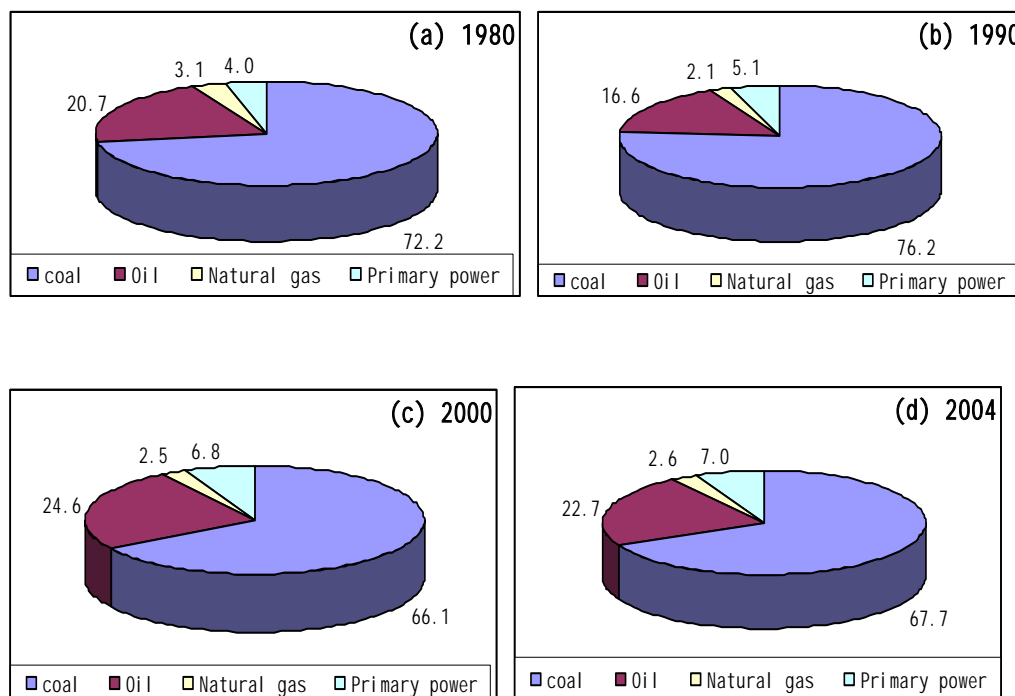 (a) 1980
3.1 4.0
20.7
72.2
coal Oil Natural gas Primary power
(b) 1990
2.1 5.1
16.6
76.2
coal Oil Natural gas Primary power
(c) 2000
2.5 6.8
24.6
66.1
coal Oil Natural gas Primary power
(d) 2004
2.6 7.0
22.7
67.7
coal Oil Natural gas Primary power